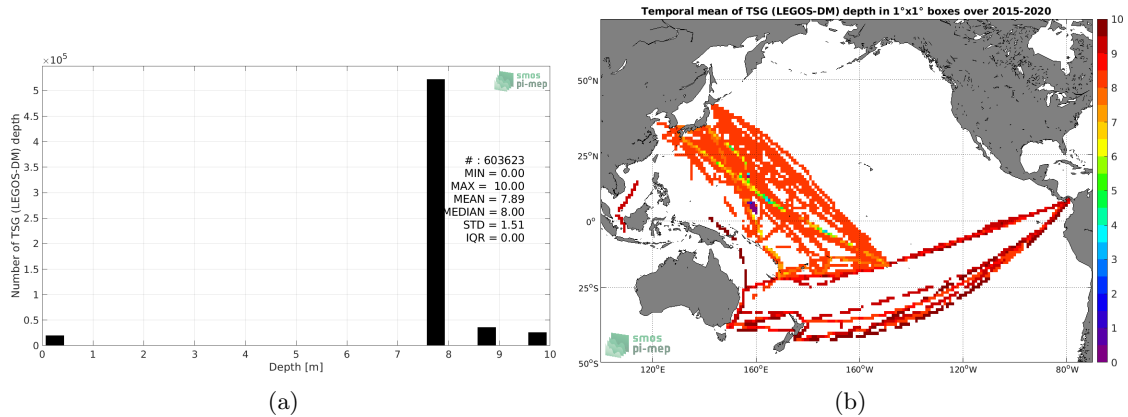 Temporal mean of TSG (LEGOS-DM) depth in 1°x1° boxes over 2015-2020
×10⁵
smos
pi-mep
5
4.5
4
3.5
3
2.5
2
1.5
1
0.5
0
Number of TSG (LEGOS-DM) depth
# : 603623
MIN = 0.00
MAX = 10.00
MEAN = 7.89
MEDIAN = 8.00
STD = 1.51
IQR = 0.00
0 1 2 3 4 5 6 7 8 9 10
Depth [m]
(a)
50°N
25°N
0°
25°S
50°S
120°E 160°E 160°W 120°W 80°W
smos
pi-mep
10
9
8
7
6
5
4
3
2
1
0
(b)